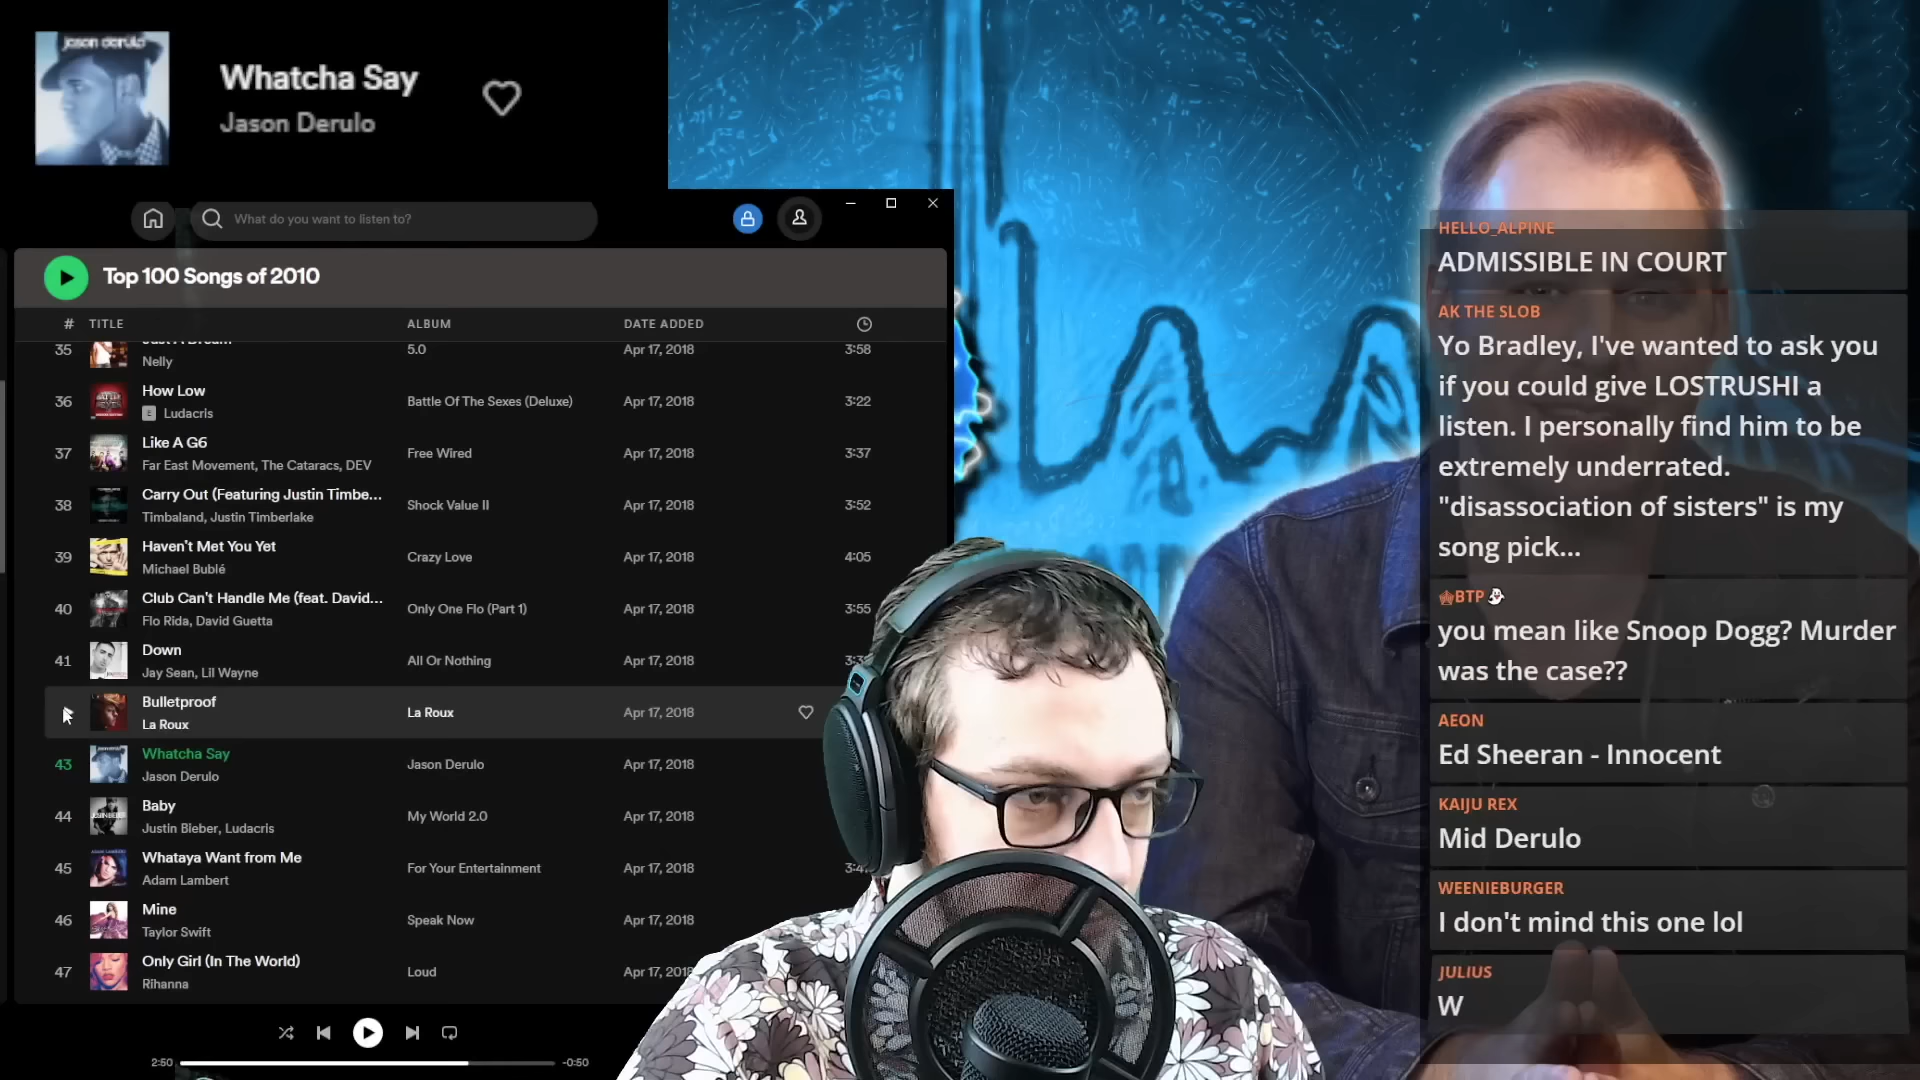 jason derulo
Whatcha Say
Jason Derulo
What do you want to listen to?
Top 100 Songs of 2010
# TITLE ALBUM DATE ADDED
35 Just A Dream 5.0 Apr 17, 2018 3:58
Nelly
36 How Low Battle Of The Sexes (Deluxe) Apr 17, 2018 3:22
E Ludacris
37 Like A G6 Free Wired Apr 17, 2018 3:37
Far East Movement, The Cataracs, DEV
38 Carry Out (Featuring Justin Timbe... Shock Value II Apr 17, 2018 3:52
Timbaland, Justin Timberlake
39 Haven't Met You Yet Crazy Love Apr 17, 2018 4:05
Michael Bublé
40 Club Can't Handle Me (feat. David... Only One Flo (Part 1) Apr 17, 2018 3:55
Flo Rida, David Guetta
41 Down All Or Nothing Apr 17, 2018
Jay Sean, Lil Wayne
Bulletproof La Roux Apr 17, 2018
La Roux
43 Whatcha Say Jason Derulo Apr 17, 2018
Jason Derulo
44 Baby My World 2.0 Apr 17, 2018
Justin Bieber, Ludacris
45 Whataya Want from Me For Your Entertainment Apr 17, 2018
Adam Lambert
46 Mine Speak Now Apr 17, 2018
Taylor Swift
47 Only Girl (In The World) Loud Apr 17, 2018
Rihanna
2:50 -0:50
HELLO_ALPINE
ADMISSIBLE IN COURT
AK THE SLOB
Yo Bradley, I've wanted to ask you
if you could give LOSTRUSHI a
listen. I personally find him to be
extremely underrated.
"disassociation of sisters" is my
song pick...
BTP
you mean like Snoop Dogg? Murder
was the case??
AEON
Ed Sheeran - Innocent
KAIJU REX
Mid Derulo
WEENIEBURGER
I don't mind this one lol
JULIUS
W